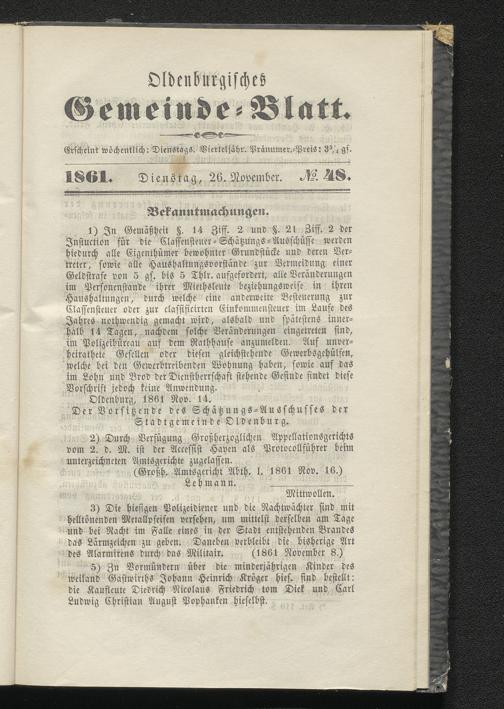 Oldenburgisches
Gemeinde-Blatt.
Erscheint wöchentlich: Dienstags. Vierteljähr. Pränumer.-Preis: 3¾ gſ.
1861. Dienstag, 26. November. №. 48.
Bekanntmachungen.
1) In Gemäßheit §. 14 Ziff. 2 und §. 21 Ziff. 2 der
Instuction für die Classensteuer-Schätzungs-Ausschüsse werden
hiedurch alle Eigenthümer bewohnter Grundstücke und deren Ver-
treter, sowie alle Haushaltungsvorstände zur Vermeidung einer
Geldstrafe von 5 gſ. bis 5 Thlr. aufgefordert, alle Veränderungen
im Personenstande ihrer Miethsleute beziehungsweise in ihren
Haushaltungen, durch welche eine anderweite Besteuerung zur
Classensteuer oder zur classificirten Einkommensteuer im Laufe des
Jahres nothwendig gemacht wird, alsbald und spätestens inner-
halb 14 Tagen, nachdem solche Veränderungen eingetreten sind,
im Polizeibüreau auf dem Rathhause anzumelden. Auf unver-
heirathete Gesellen oder diesen gleichstehende Gewerbsgehülfen,
welche bei den Gewerbtreibenden Wohnung haben, sowie auf das
im Lohn und Brod der Dienstherrschaft stehende Gesinde findet diese
Vorschrift jedoch keine Anwendung.
Oldenburg, 1861 Nov. 14.
Der Vorsitzende des Schätzungs-Ausschusses der
Stadtgemeinde Oldenburg.
2) Durch Verfügung Großherzoglichen Appellationsgerichts
vom 2. d. M. ist der Accessist Hayen als Protocollführer beim
unterzeichneten Amtsgerichte zugelassen.
(Großh. Amtsgericht Abth. I. 1861 Nov. 16.)
Lehmann.
Mittwollen.
3) Die hiesigen Polizeidiener und die Nachtwächter sind mit
helltönenden Metallpfeifen versehen, um mittelst derselben am Tage
und bei Nacht im Falle eines in der Stadt entstehenden Brandes
das Lärmzeichen zu geben. Daneben verbleibt die bisherige Art
des Alarmirens durch das Militair. (1861 November 8.)
5) Zu Vormündern über die minderjährigen Kinder des
weiland Gastwirths Johann Heinrich Kröger hies. sind bestellt:
die Kaufleute Diedrich Nicolaus Friedrich tom Dieck und Carl
Ludwig Christian August Pophanken hieselbst.